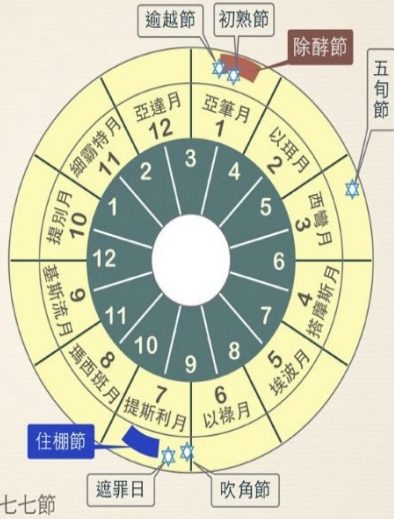 逾越節
初熟節
除酵節
五旬節
亞筆月
1
以珥月
2
西彎月
3
搭摩斯月
4
埃波月
5
以祿月
6
提斯利月
7
瑪西班月
8
基斯流月
9
提別月
10
細霸特月
11
亞達月
12
3
4
5
6
7
8
9
10
11
12
1
2
住棚節
遮罪日
吹角節
七七節